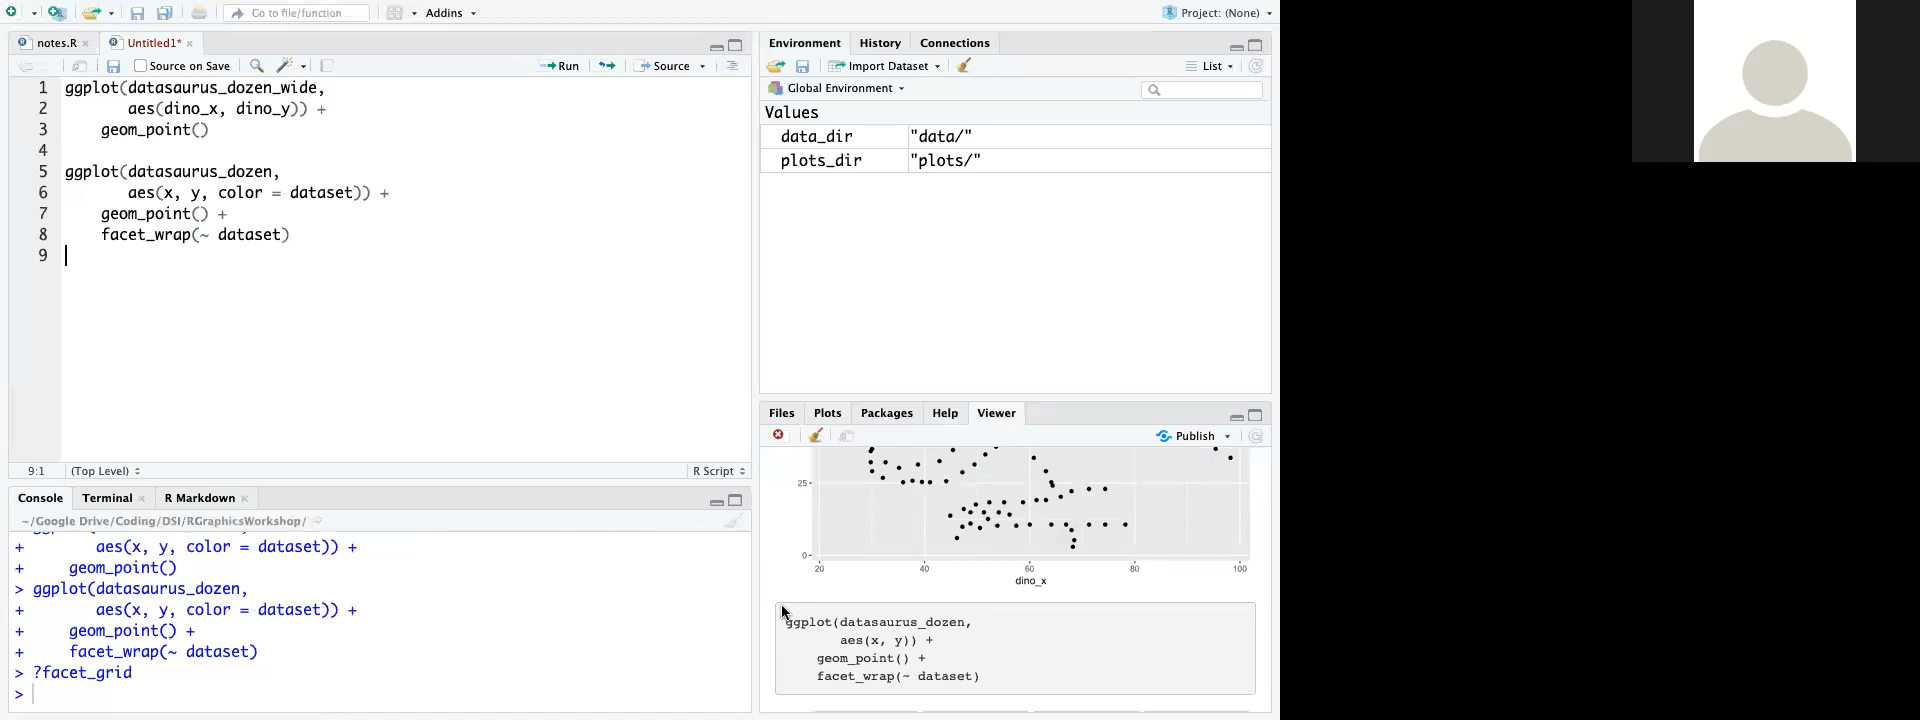 Go to file/function
Addins
Project: (None)
notes.R
Untitled1*
Source on Save
Run
Source
1 ggplot(datasaurus_dozen_wide,
2        aes(dino_x, dino_y)) +
3     geom_point()
4
5 ggplot(datasaurus_dozen,
6        aes(x, y, color = dataset)) +
7     geom_point() +
8     facet_wrap(~ dataset)
9
9:1
(Top Level)
R Script
Console
Terminal
R Markdown
~/Google Drive/Coding/DSI/RGraphicsWorkshop/
+        aes(x, y, color = dataset)) +
+     geom_point()
> ggplot(datasaurus_dozen,
+        aes(x, y, color = dataset)) +
+     geom_point() +
+     facet_wrap(~ dataset)
> ?facet_grid
>
Environment
History
Connections
Import Dataset
List
Global Environment
Values
data_dir "data/"
plots_dir "plots/"
Files
Plots
Packages
Help
Viewer
Publish
25
0
20 40 60 80 100
dino_x
ggplot(datasaurus_dozen,
       aes(x, y)) +
    geom_point() +
    facet_wrap(~ dataset)